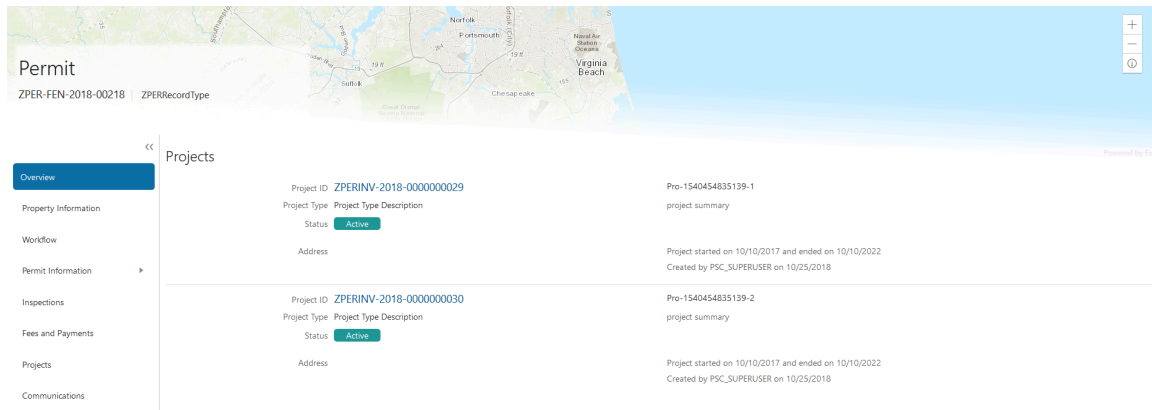 Norfolk
Portsmouth
Naval Air
Station
Oceana
Virginia
Beach
Suffolk
Chesapeake
Permit
ZPER-FEN-2018-00218 ZPERRecordType
Overview
Property Information
Workflow
Permit Information
Inspections
Fees and Payments
Projects
Communications
Projects
Project ID ZPERINV-2018-0000000029 Pro-1540454835139-1
Project Type Project Type Description project summary
Status Active
Address Project started on 10/10/2017 and ended on 10/10/2022
Created by PSC_SUPERUSER on 10/25/2018
Project ID ZPERINV-2018-0000000030 Pro-1540454835139-2
Project Type Project Type Description project summary
Status Active
Address Project started on 10/10/2017 and ended on 10/10/2022
Created by PSC_SUPERUSER on 10/25/2018